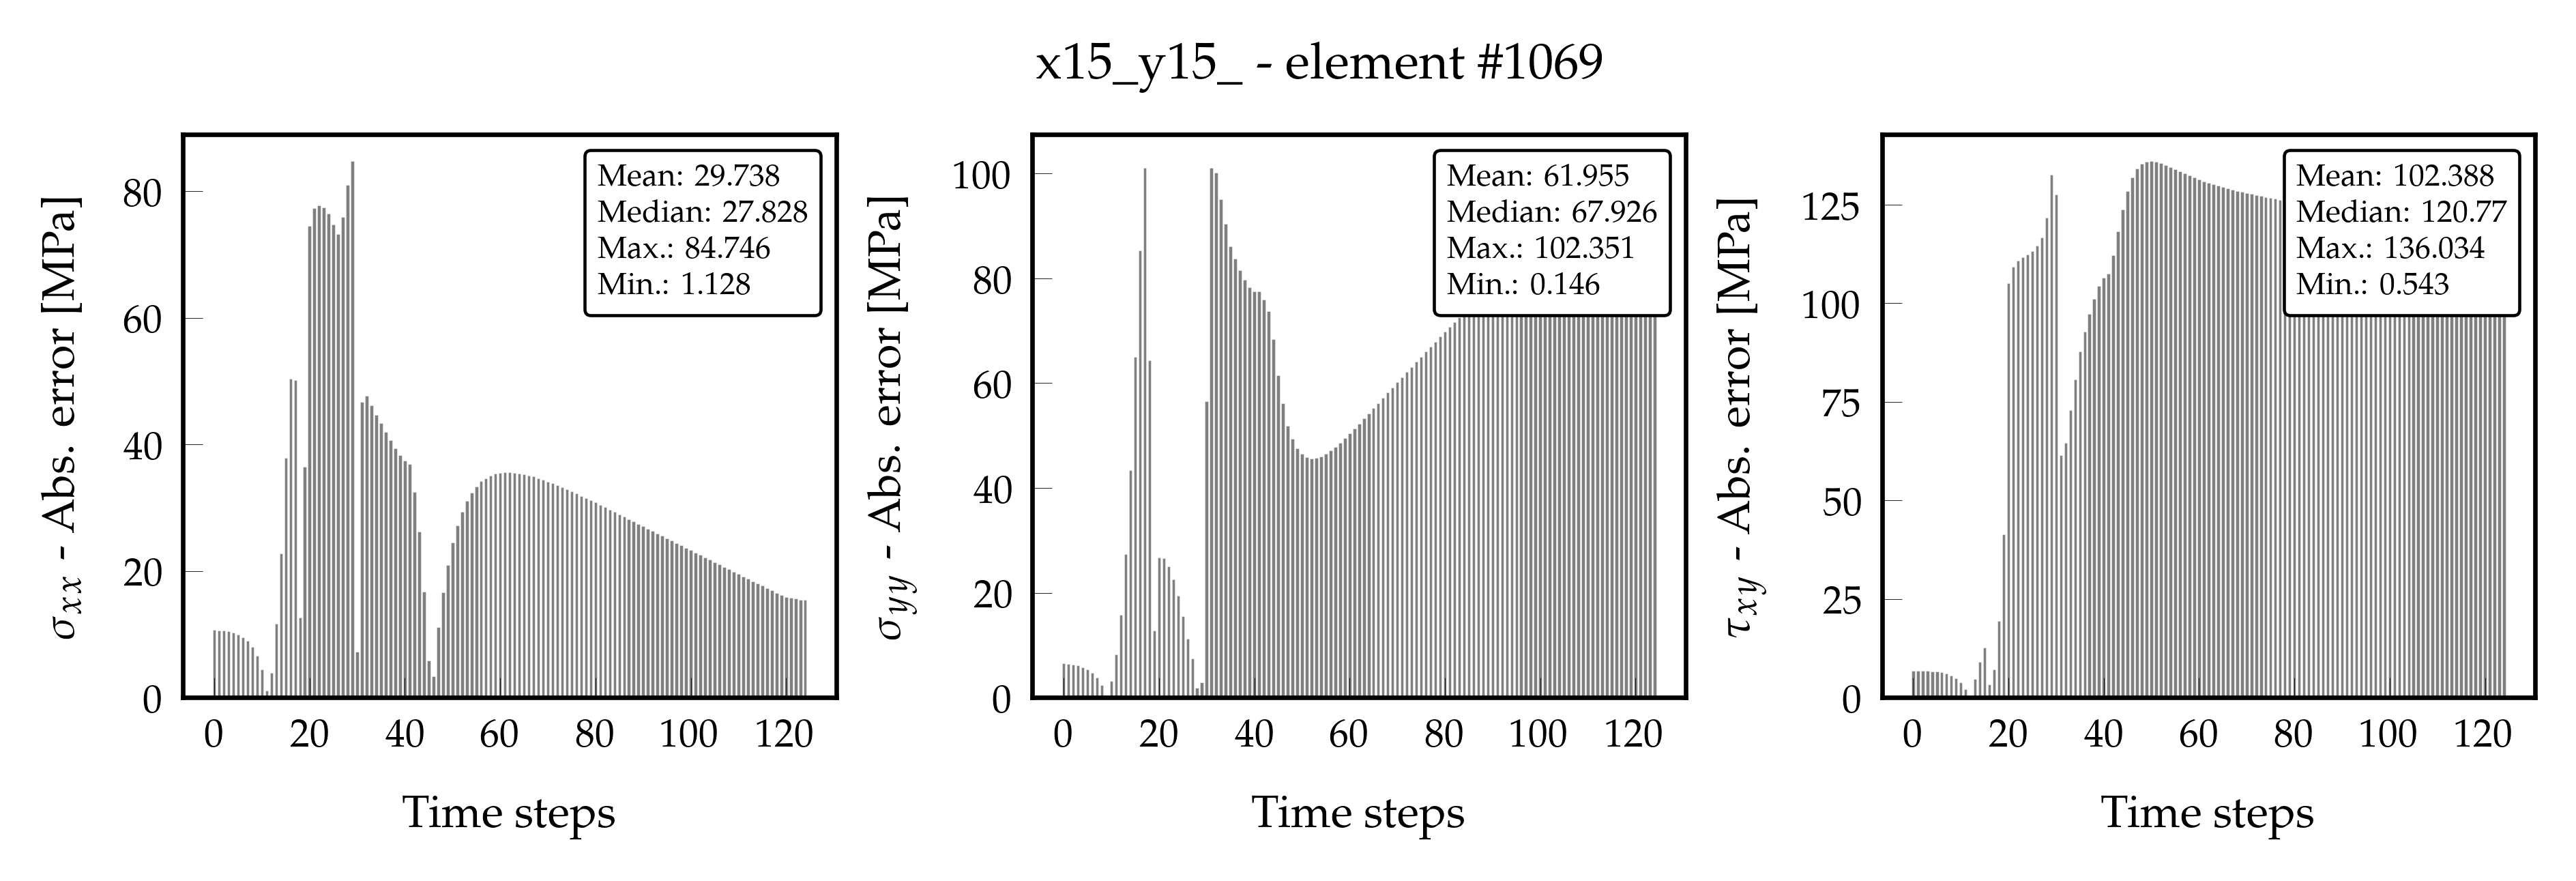 x15_y15_ - element #1069
σxx - Abs. error [MPa]
80
60
40
20
0
Mean: 29.738
Median: 27.828
Max.: 84.746
Min.: 1.128
0 20 40 60 80 100 120
Time steps
σyy - Abs. error [MPa]
100
80
60
40
20
0
Mean: 61.955
Median: 67.926
Max.: 102.351
Min.: 0.146
0 20 40 60 80 100 120
Time steps
τxy - Abs. error [MPa]
125
100
75
50
25
0
Mean: 102.388
Median: 120.77
Max.: 136.034
Min.: 0.543
0 20 40 60 80 100 120
Time steps